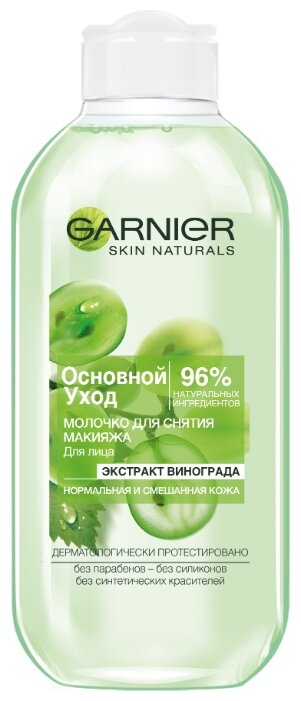 GARNIER
SKIN NATURALS
Основной
Уход
96%
НАТУРАЛЬНЫХ
ИНГРЕДИЕНТОВ
МОЛОЧКО ДЛЯ СНЯТИЯ
МАКИЯЖА
Для лица
ЭКСТРАКТ ВИНОГРАДА
НОРМАЛЬНАЯ И СМЕШАННАЯ КОЖА
ДЕРМАТОЛОГИЧЕСКИ ПРОТЕСТИРОВАНО
без парабенов – без силиконов
без синтетических красителей